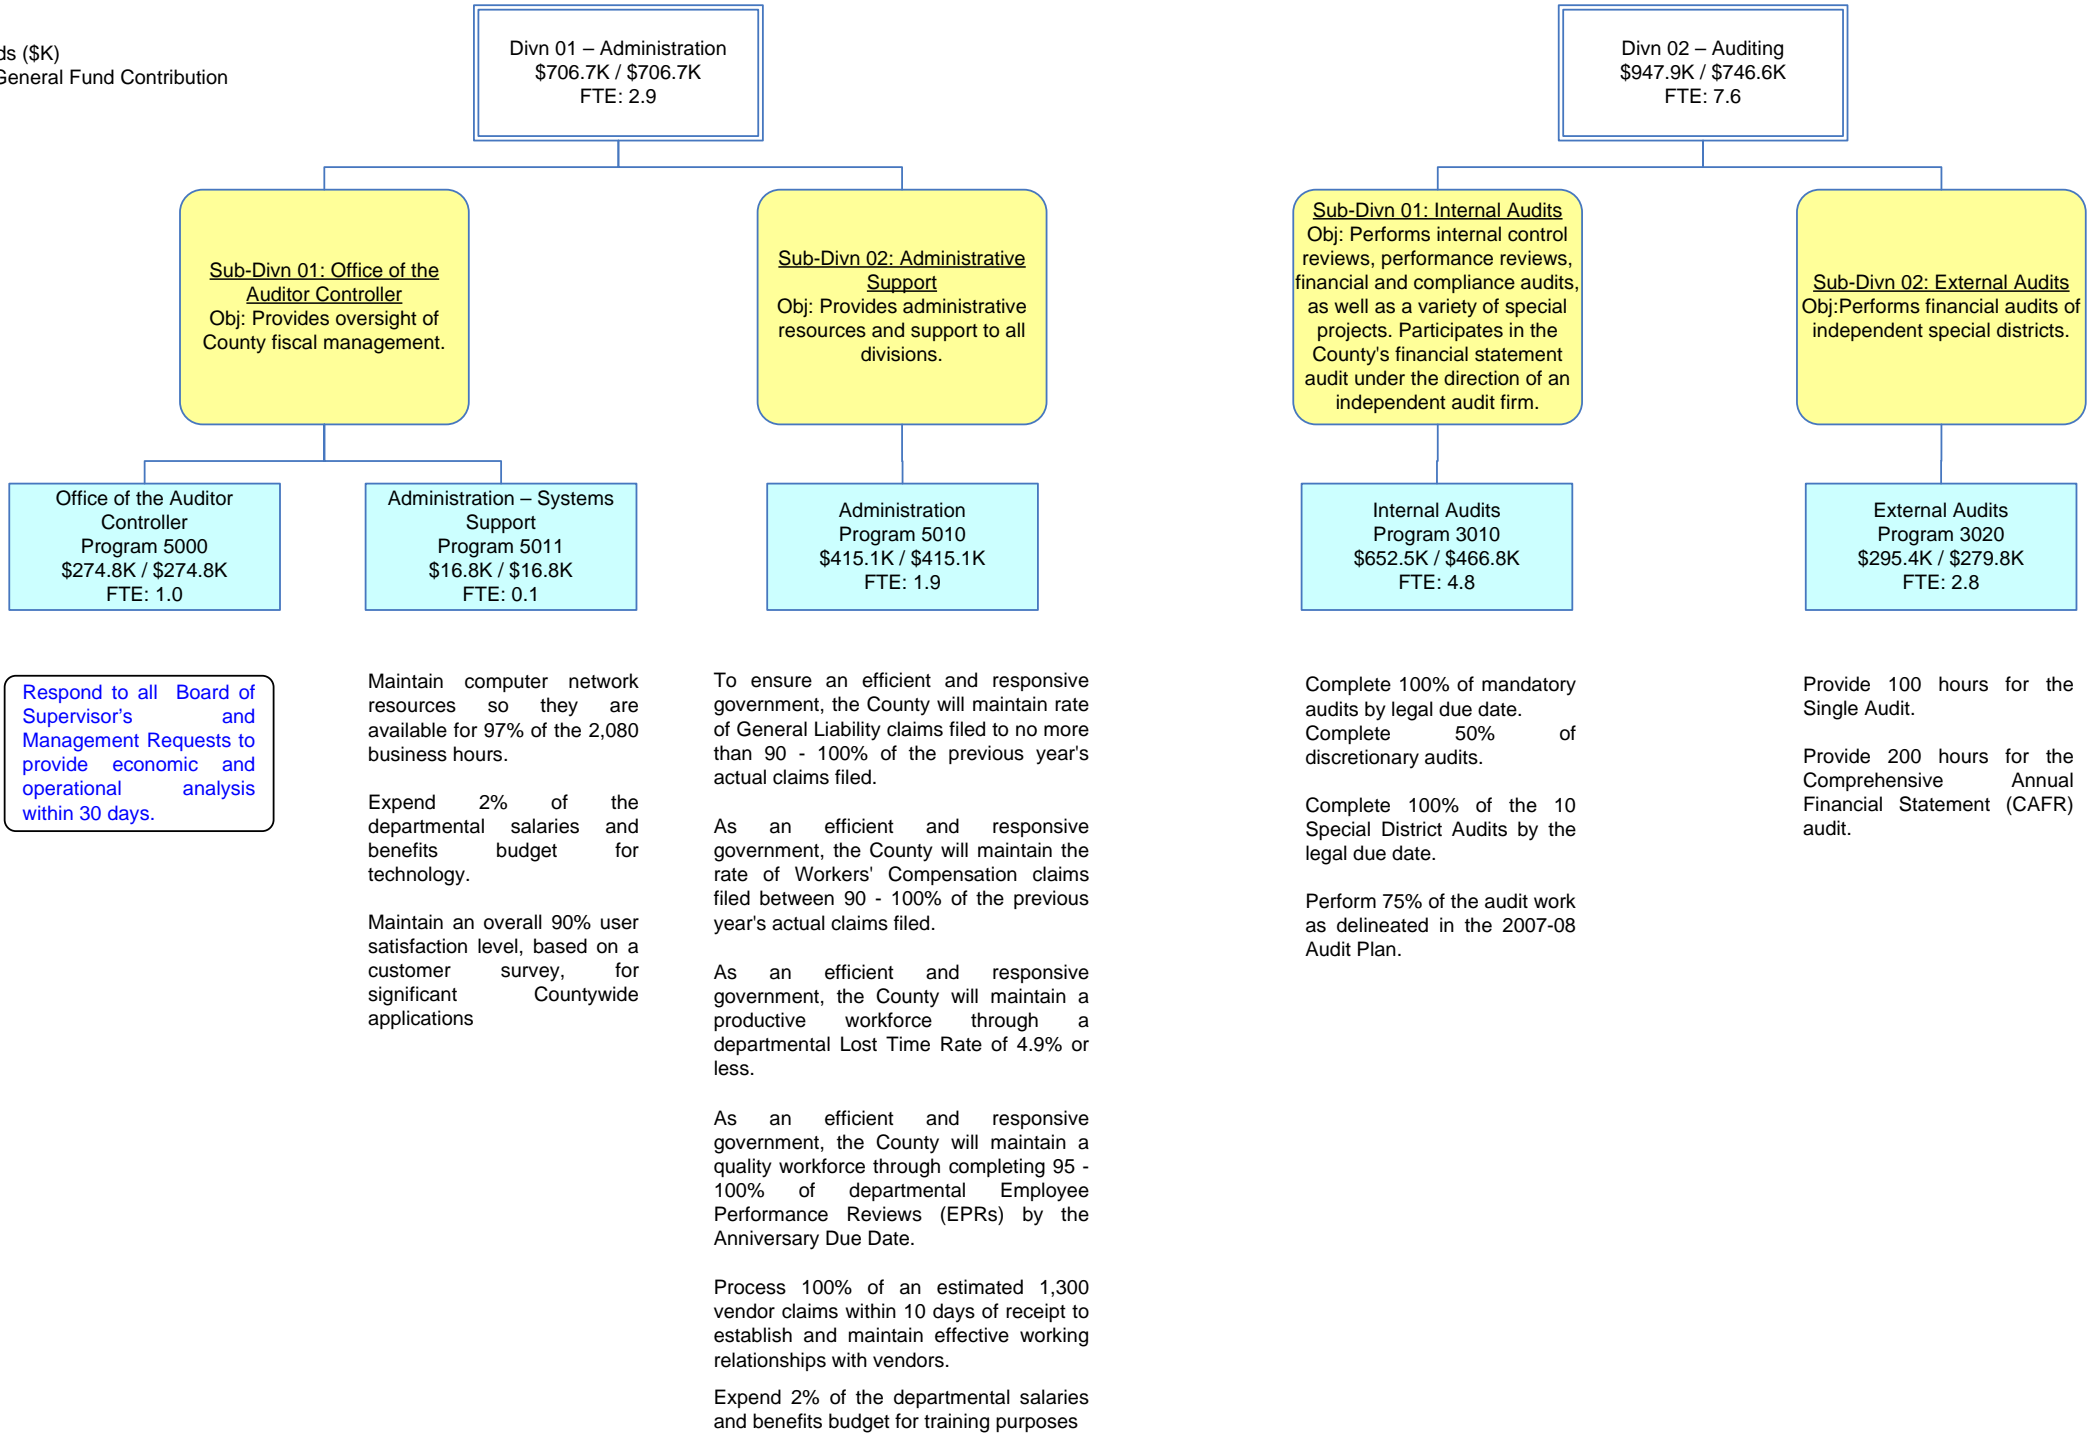 ds ($K)
General Fund Contribution
Divn 01 – Administration
$706.7K / $706.7K
FTE: 2.9
Divn 02 – Auditing
$947.9K / $746.6K
FTE: 7.6
Sub-Divn 01: Office of the
Auditor Controller
Obj: Provides oversight of
County fiscal management.
Sub-Divn 02: Administrative
Support
Obj: Provides administrative
resources and support to all
divisions.
Sub-Divn 01: Internal Audits
Obj: Performs internal control
reviews, performance reviews,
financial and compliance audits,
as well as a variety of special
projects. Participates in the
County's financial statement
audit under the direction of an
independent audit firm.
Sub-Divn 02: External Audits
Obj:Performs financial audits of
independent special districts.
Office of the Auditor
Controller
Program 5000
$274.8K / $274.8K
FTE: 1.0
Administration – Systems
Support
Program 5011
$16.8K / $16.8K
FTE: 0.1
Administration
Program 5010
$415.1K / $415.1K
FTE: 1.9
Internal Audits
Program 3010
$652.5K / $466.8K
FTE: 4.8
External Audits
Program 3020
$295.4K / $279.8K
FTE: 2.8
Respond to all Board of
Supervisor's and
Management Requests to
provide economic and
operational analysis
within 30 days.
Maintain computer network
resources so they are
available for 97% of the 2,080
business hours.
Expend 2% of the
departmental salaries and
benefits budget for
technology.
Maintain an overall 90% user
satisfaction level, based on a
customer survey, for
significant Countywide
applications
To ensure an efficient and responsive
government, the County will maintain rate
of General Liability claims filed to no more
than 90 - 100% of the previous year's
actual claims filed.
As an efficient and responsive
government, the County will maintain the
rate of Workers' Compensation claims
filed between 90 - 100% of the previous
year's actual claims filed.
As an efficient and responsive
government, the County will maintain a
productive workforce through a
departmental Lost Time Rate of 4.9% or
less.
As an efficient and responsive
government, the County will maintain a
quality workforce through completing 95 -
100% of departmental Employee
Performance Reviews (EPRs) by the
Anniversary Due Date.
Process 100% of an estimated 1,300
vendor claims within 10 days of receipt to
establish and maintain effective working
relationships with vendors.
Expend 2% of the departmental salaries
and benefits budget for training purposes
Complete 100% of mandatory
audits by legal due date.
Complete 50% of
discretionary audits.
Complete 100% of the 10
Special District Audits by the
legal due date.
Perform 75% of the audit work
as delineated in the 2007-08
Audit Plan.
Provide 100 hours for the
Single Audit.
Provide 200 hours for the
Comprehensive Annual
Financial Statement (CAFR)
audit.